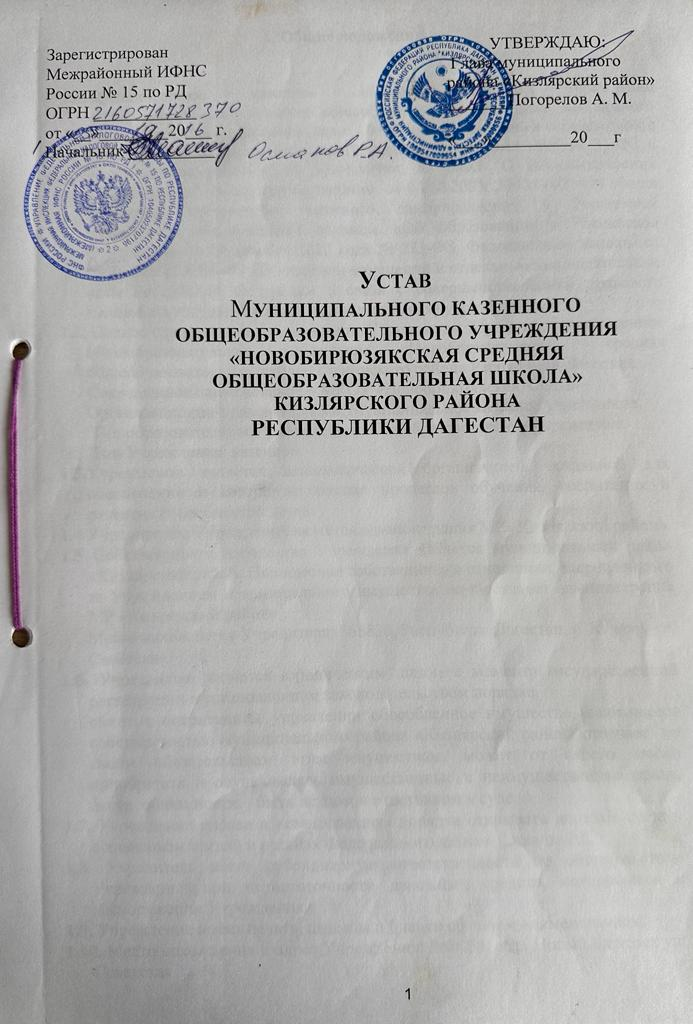 Зарегистрирован
Межрайонный ИФНС
России № 15 по РД
ОГРН 2160571728370
от « » 2016 г.
Начальник Османов Р.А.
УТВЕРЖДАЮ:
Глава муниципального
района «Кизлярский район»
Погорелов А. М.
20___г
УСТАВ
МУНИЦИПАЛЬНОГО КАЗЕННОГО
ОБЩЕОБРАЗОВАТЕЛЬНОГО УЧРЕЖДЕНИЯ
«НОВОБИРЮЗЯКСКАЯ СРЕДНЯЯ
ОБЩЕОБРАЗОВАТЕЛЬНАЯ ШКОЛА»
КИЗЛЯРСКОГО РАЙОНА
РЕСПУБЛИКИ ДАГЕСТАН
1